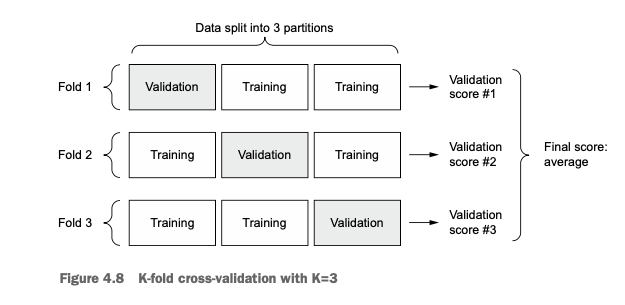 Data split into 3 partitions
Fold 1 Validation Training Training Validation score #1
Fold 2 Training Validation Training Validation score #2
Final score: average
Fold 3 Training Training Validation Validation score #3
Figure 4.8 K-fold cross-validation with K=3